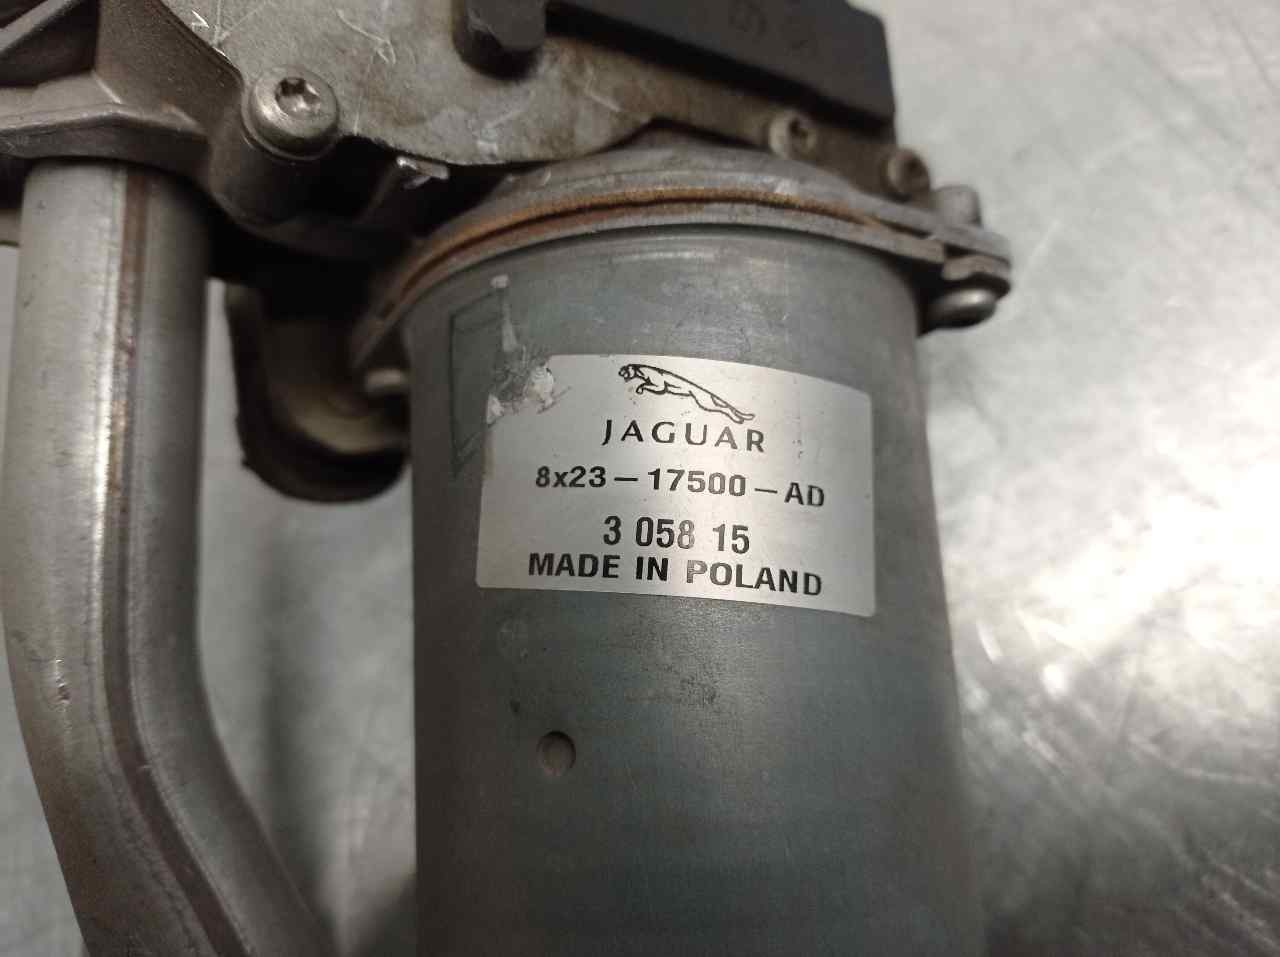 JAGUAR
8x23-17500-AD
3 058 15
MADE IN POLAND